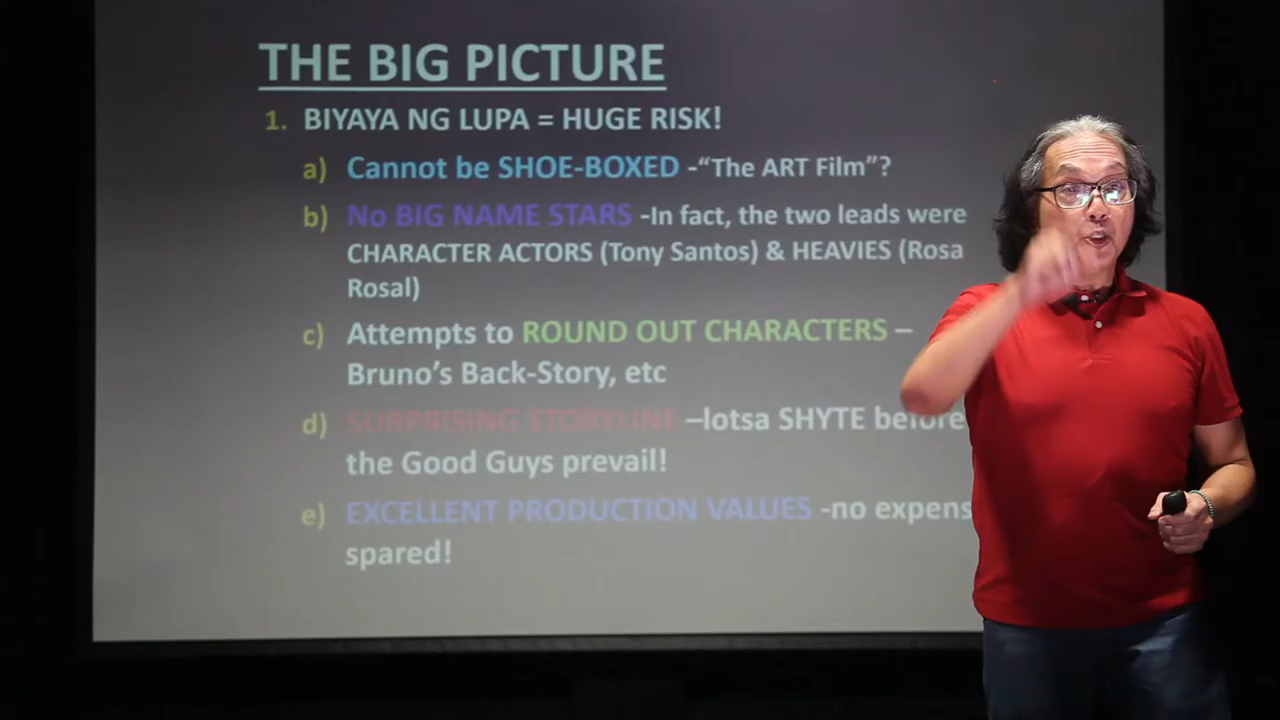 THE BIG PICTURE
1. BIYAYA NG LUPA = HUGE RISK!
a) Cannot be SHOE-BOXED -“The ART Film”?
b) No BIG NAME STARS -In fact, the two leads were
CHARACTER ACTORS (Tony Santos) & HEAVIES (Rosa
Rosal)
c) Attempts to ROUND OUT CHARACTERS –
Bruno’s Back-Story, etc
d) SURPRISING STORYLINE –lotsa SHYTE before
the Good Guys prevail!
e) EXCELLENT PRODUCTION VALUES -no expens
spared!